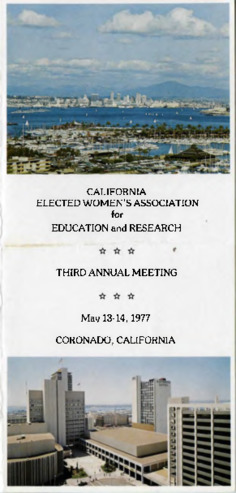 CALIFORNIA
ELECTED WOMEN'S ASSOCIATION
for
EDUCATION and RESEARCH
☆ ☆ ☆
THIRD ANNUAL MEETING
☆ ☆ ☆
May 13-14, 1977
CORONADO, CALIFORNIA